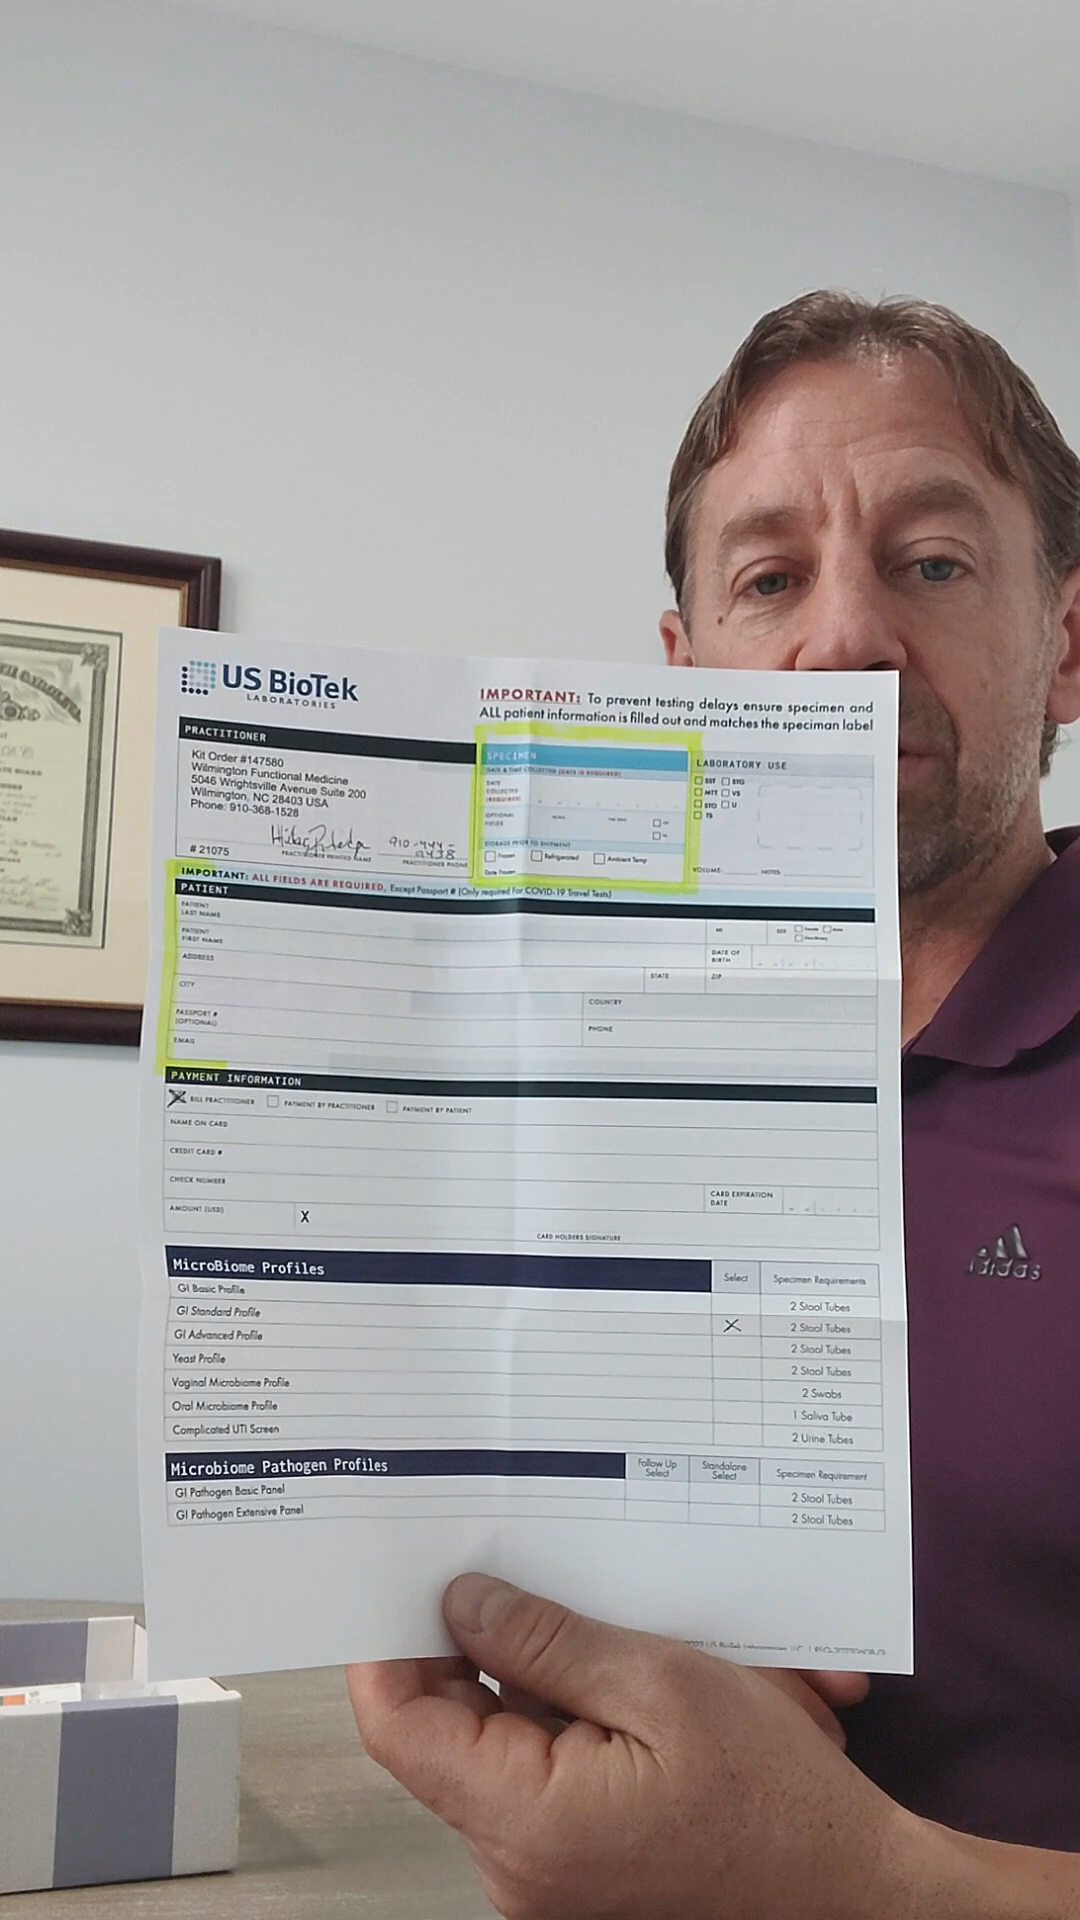 US BioTek
LABORATORIES
IMPORTANT: To prevent testing delays ensure specimen and
ALL patient information is filled out and matches the speciman label
PRACTITIONER
Kit Order #147580
Wilmington Functional Medicine
5046 Wrightsville Avenue Suite 200
Wilmington, NC 28403 USA
Phone: 910-368-1528
# 21075
PRACTITIONER PRINTED NAME
PRACTITIONER PHONE
SPECIMEN
DATE & TIME COLLECTED (DATE IS REQUIRED)
DATE
COLLECTED
(REQUIRED)
OPTIONAL
FIELDS
STORAGE PRIOR TO SHIPMENT
Frozen
Refrigerated
Ambient Temp
Date Frozen
LABORATORY USE
SST
MTT
VS
STO
U
VOLUME:
NOTES:
IMPORTANT: ALL FIELDS ARE REQUIRED, Except Passport # (Only required for COVID-19 Travel Tests)
PATIENT
PATIENT
LAST NAME
MI
SEX
PATIENT
FIRST NAME
DATE OF
BIRTH
ADDRESS
STATE
ZIP
CITY
COUNTRY
PASSPORT #
(OPTIONAL)
PHONE
EMAIL
PAYMENT INFORMATION
BILL PRACTITIONER
PAYMENT BY PRACTITIONER
PAYMENT BY PATIENT
NAME ON CARD
CREDIT CARD #
CHECK NUMBER
CARD EXPIRATION
DATE
AMOUNT (USD)
X
CARD HOLDERS SIGNATURE
MicroBiome Profiles
Select
Specimen Requirements
GI Basic Profile
2 Stool Tubes
GI Standard Profile
X
2 Stool Tubes
GI Advanced Profile
2 Stool Tubes
Yeast Profile
2 Stool Tubes
Vaginal Microbiome Profile
2 Swabs
Oral Microbiome Profile
1 Saliva Tube
Complicated UTI Screen
2 Urine Tubes
Microbiome Pathogen Profiles
Follow Up
Select
Standalone
Select
Specimen Requirement
GI Pathogen Basic Panel
2 Stool Tubes
GI Pathogen Extensive Panel
2 Stool Tubes
adidas